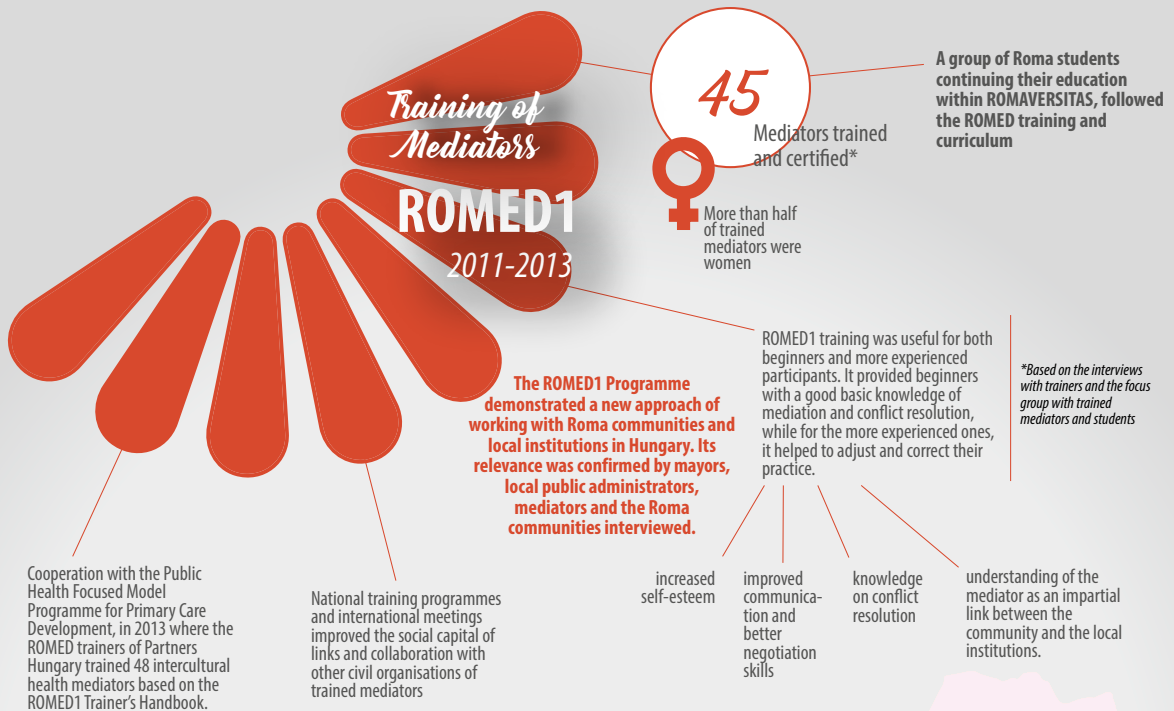 Training of
Mediators
ROMED1
2011-2013
45
Mediators trained
and certified*
More than half
of trained
mediators were
women
A group of Roma students
continuing their education
within ROMAVERSITAS, followed
the ROMED training and
curriculum
ROMED1 training was useful for both
beginners and more experienced
participants. It provided beginners
with a good basic knowledge of
mediation and conflict resolution,
while for the more experienced ones,
it helped to adjust and correct their
practice.
*Based on the interviews
with trainers and the focus
group with trained
mediators and students
The ROMED1 Programme
demonstrated a new approach of
working with Roma communities and
local institutions in Hungary. Its
relevance was confirmed by mayors,
local public administrators,
mediators and the Roma
communities interviewed.
Cooperation with the Public
Health Focused Model
Programme for Primary Care
Development, in 2013 where the
ROMED trainers of Partners
Hungary trained 48 intercultural
health mediators based on the
ROMED1 Trainer's Handbook.
National training programmes
and international meetings
improved the social capital of
links and collaboration with
other civil organisations of
trained mediators
increased
self-esteem
improved
communica-
tion and
better
negotiation
skills
knowledge
on conflict
resolution
understanding of the
mediator as an impartial
link between the
community and the local
institutions.